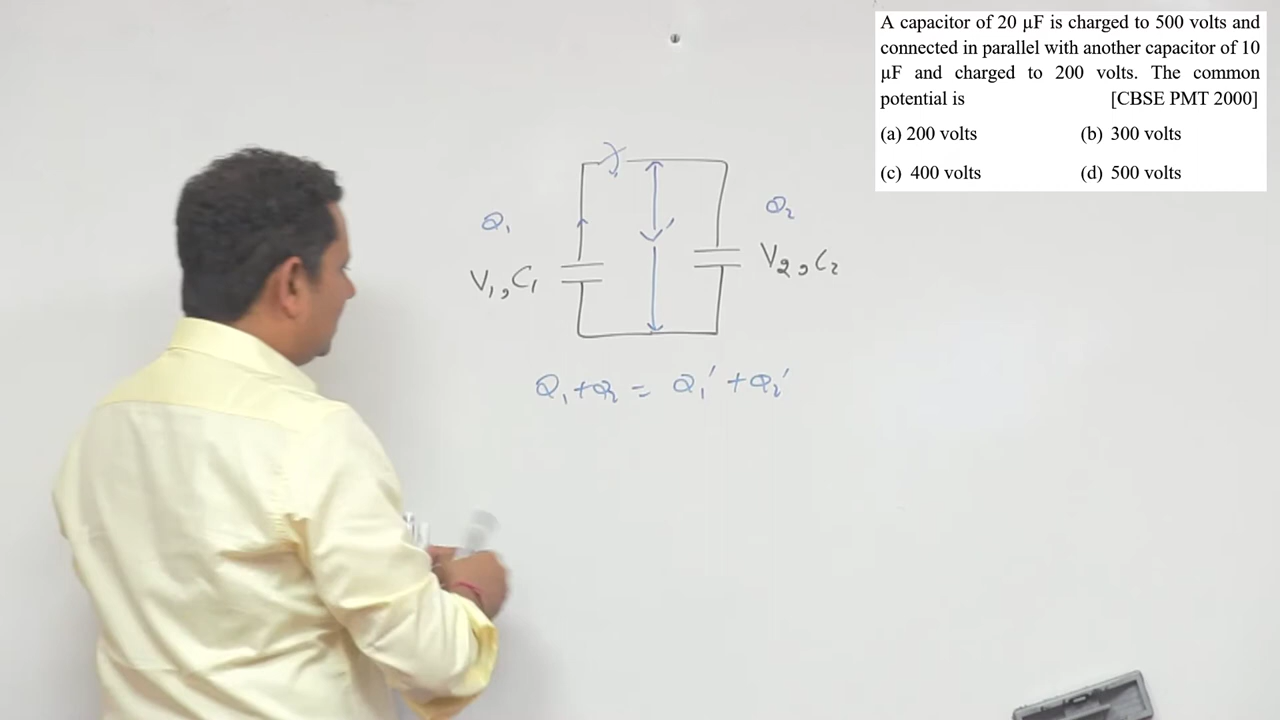 A capacitor of 20 µF is charged to 500 volts and
connected in parallel with another capacitor of 10
µF and charged to 200 volts. The common
potential is [CBSE PMT 2000]
(a) 200 volts (b) 300 volts
(c) 400 volts (d) 500 volts
Q₁ Q₂
V₁,C₁ V₂,C₂
Q₁+Q₂ = Q₁′ + Q₂′